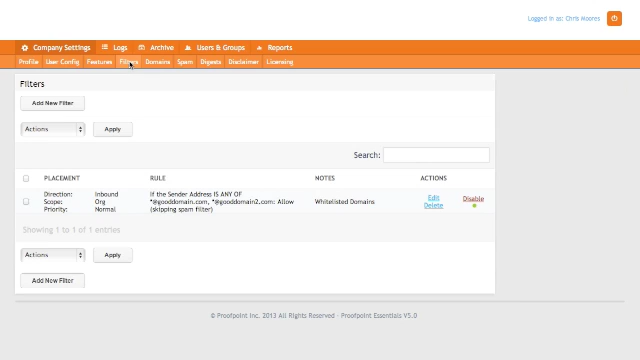 Logged in as: Chris Moores
Company Settings Logs Archive Users & Groups Reports
Profile User Config Features Filters Domains Spam Digests Disclaimer Licensing
Filters
Add New Filter
Actions Apply
Search:
PLACEMENT RULE NOTES ACTIONS
Direction: Inbound If the Sender Address IS ANY OF Edit Disable
Scope: Org *@gooddomain.com, *@gooddomain2.com: Allow Whitelisted Domains Delete
Priority: Normal (skipping spam filter)
Showing 1 to 1 of 1 entries
Actions Apply
Add New Filter
© Proofpoint Inc. 2013 All Rights Reserved - Proofpoint Essentials V5.0